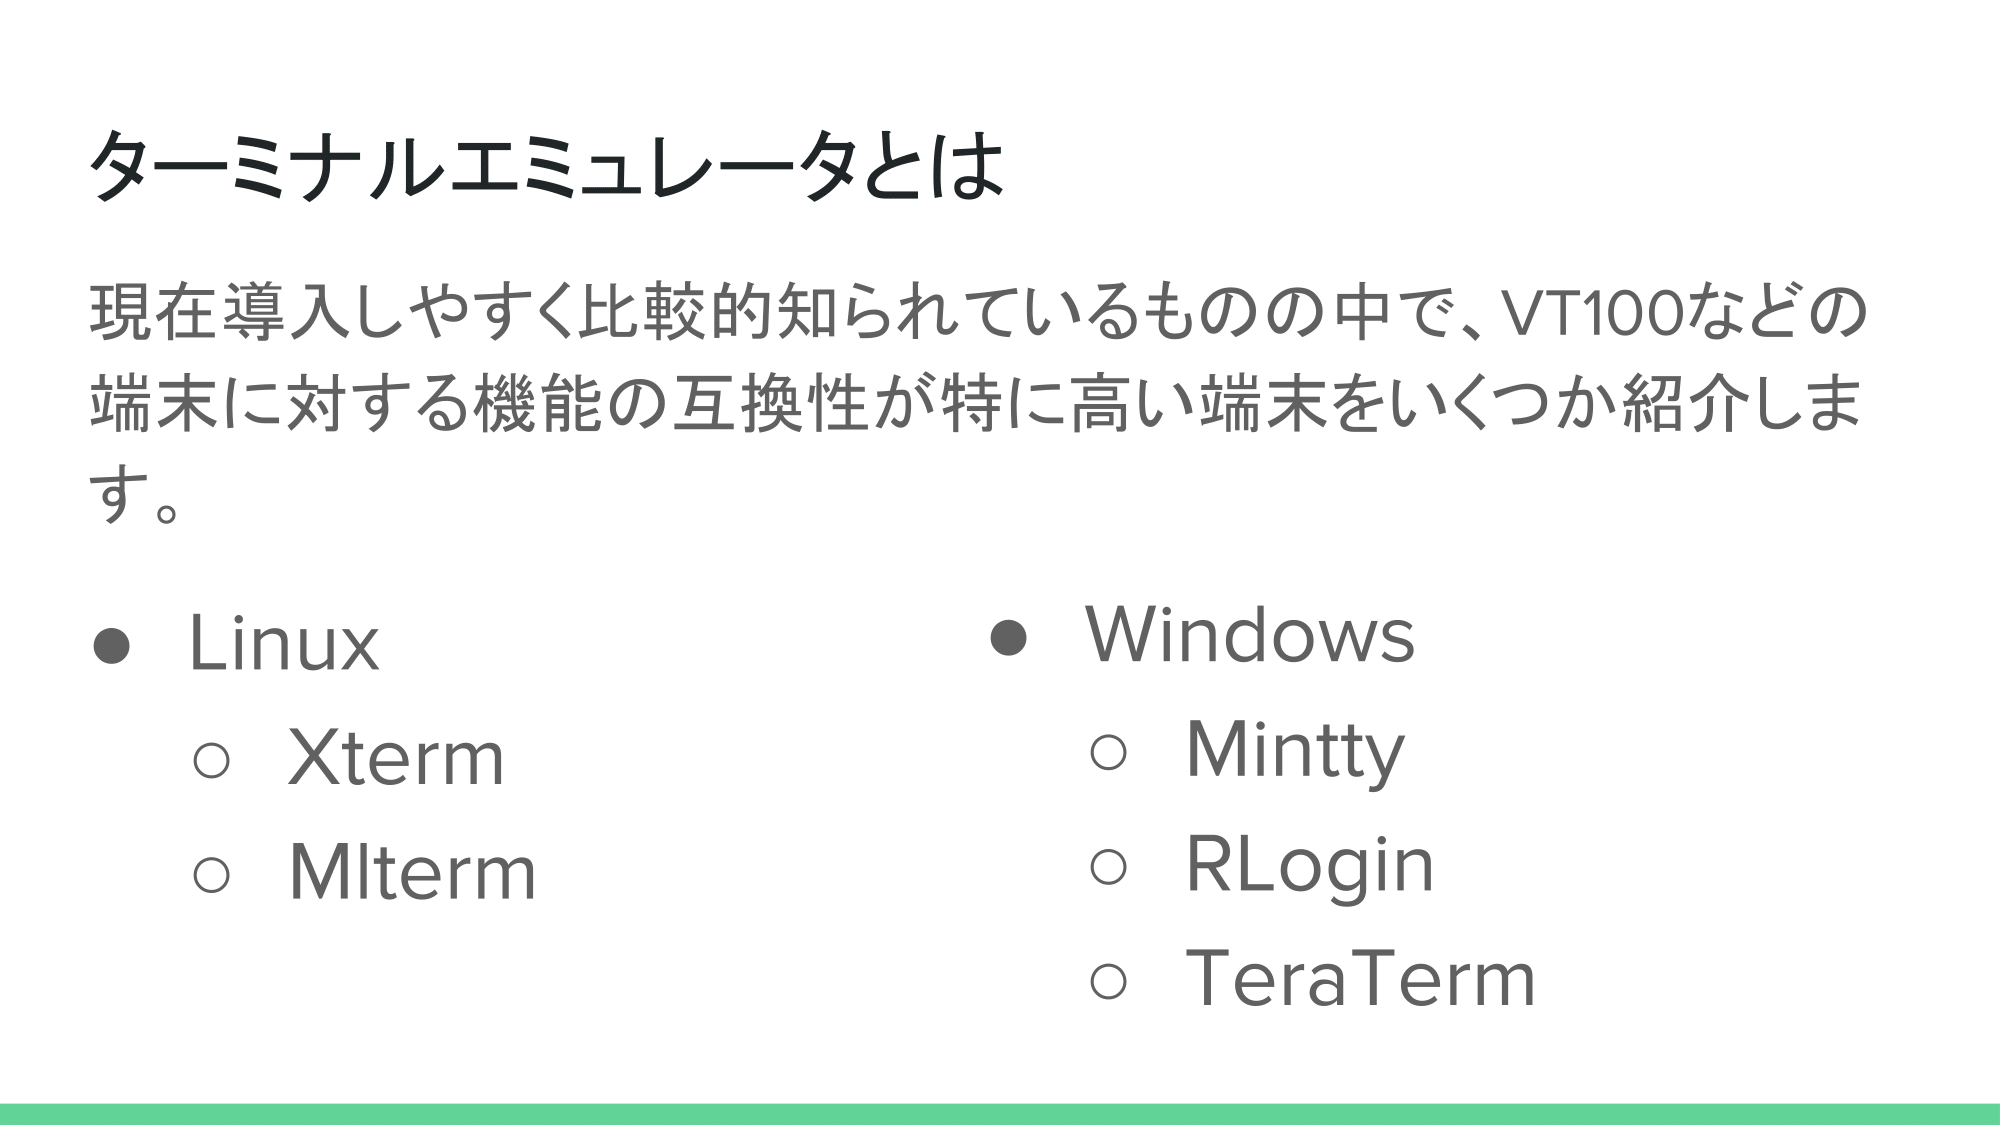 ターミナルエミュレータとは
現在導入しやすく比較的知られているものの中で、VT100などの
端末に対する機能の互換性が特に高い端末をいくつか紹介しま
す。
● Linux
○ Xterm
○ Mlterm
● Windows
○ Mintty
○ RLogin
○ TeraTerm